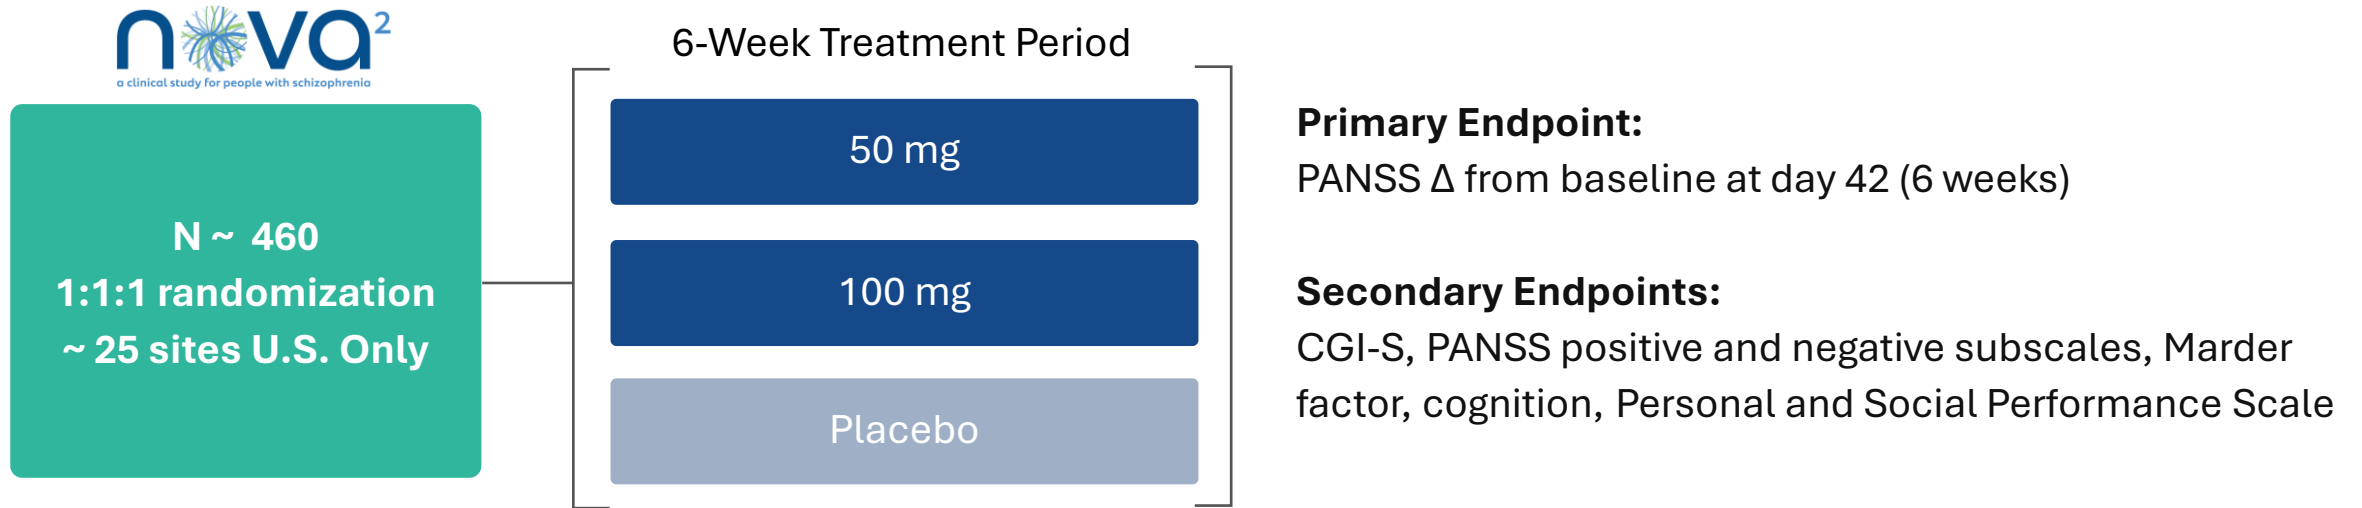 nova²
a clinical study for people with schizophrenia
N ~ 460
1:1:1 randomization
~ 25 sites U.S. Only
6-Week Treatment Period
50 mg
100 mg
Placebo
Primary Endpoint:
PANSS Δ from baseline at day 42 (6 weeks)
Secondary Endpoints:
CGI-S, PANSS positive and negative subscales, Marder
factor, cognition, Personal and Social Performance Scale